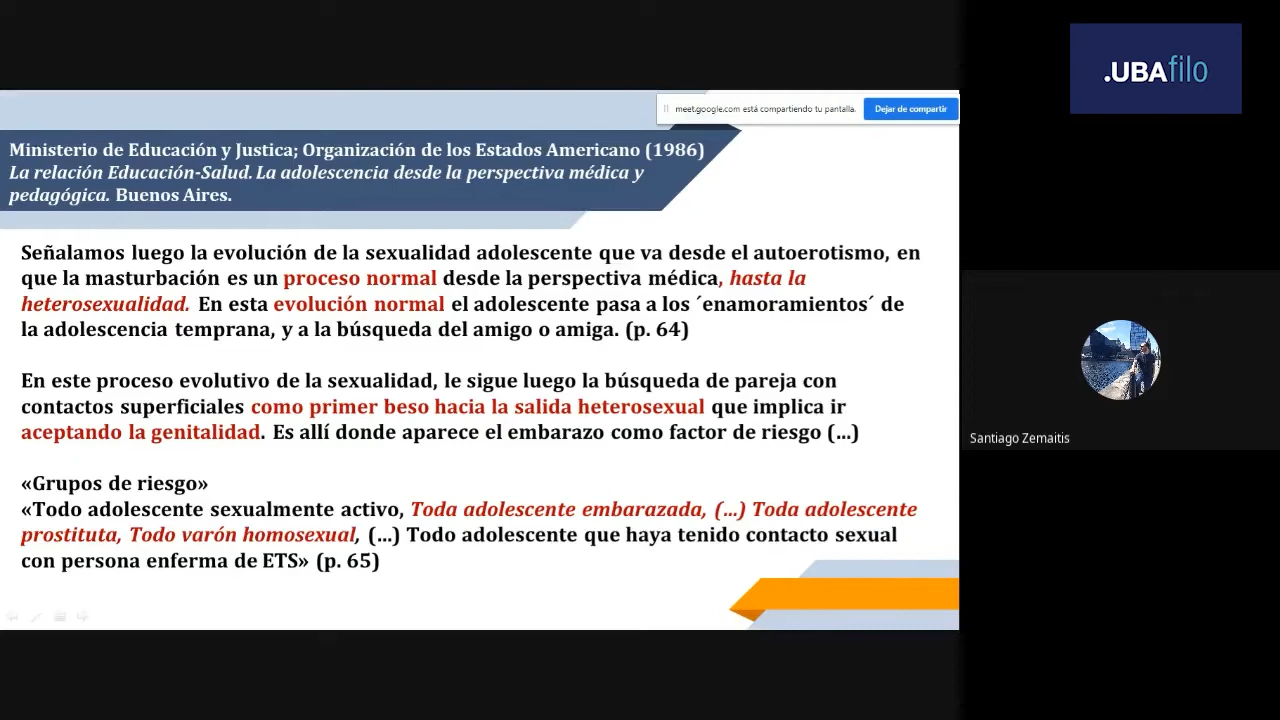 .UBAfilo
meet.google.com está compartiendo tu pantalla.
Dejar de compartir
Ministerio de Educación y Justica; Organización de los Estados Americano (1986)
La relación Educación-Salud. La adolescencia desde la perspectiva médica y
pedagógica. Buenos Aires.
Señalamos luego la evolución de la sexualidad adolescente que va desde el autoerotismo, en
que la masturbación es un proceso normal desde la perspectiva médica, hasta la
heterosexualidad. En esta evolución normal el adolescente pasa a los ´enamoramientos´ de
la adolescencia temprana, y a la búsqueda del amigo o amiga. (p. 64)
En este proceso evolutivo de la sexualidad, le sigue luego la búsqueda de pareja con
contactos superficiales como primer beso hacia la salida heterosexual que implica ir
aceptando la genitalidad. Es allí donde aparece el embarazo como factor de riesgo (…)
«Grupos de riesgo»
«Todo adolescente sexualmente activo, Toda adolescente embarazada, (…) Toda adolescente
prostituta, Todo varón homosexual, (…) Todo adolescente que haya tenido contacto sexual
con persona enferma de ETS» (p. 65)
Santiago Zemaitis